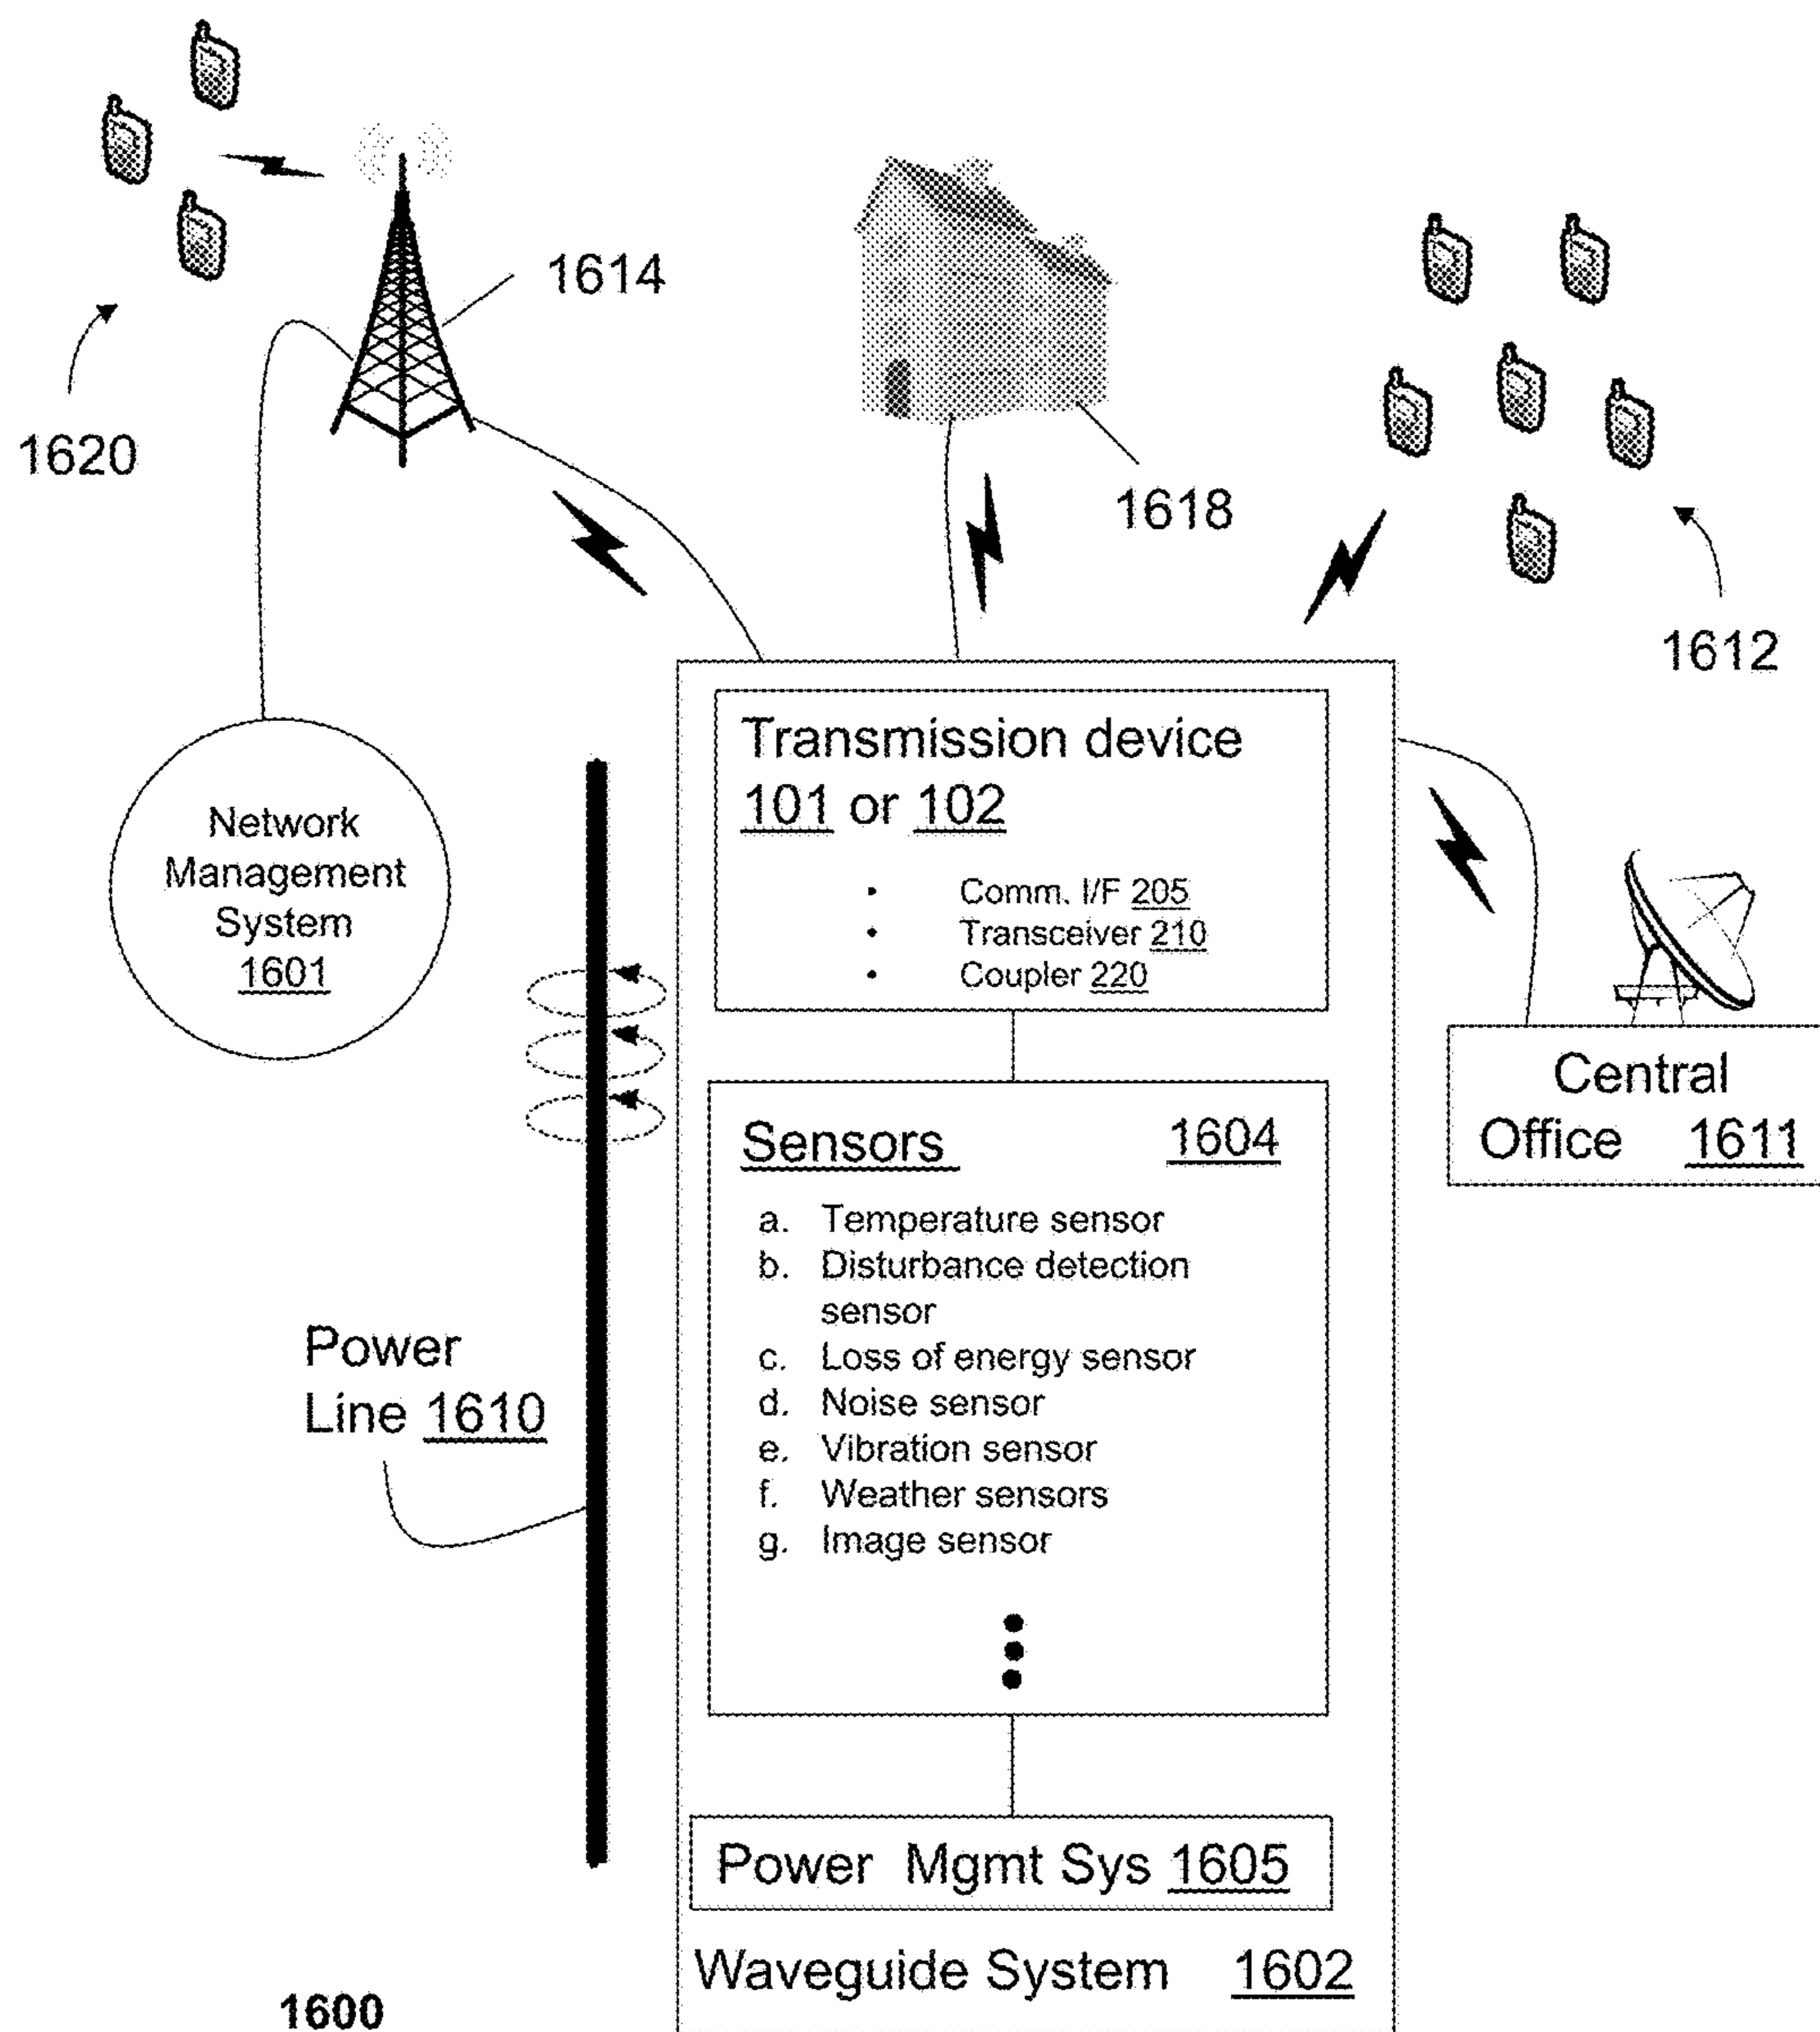 1614
1620
1618
1612
Network
Management
System
1601
Transmission device
101 or 102
• Comm. I/F 205
• Transceiver 210
• Coupler 220
Central
Office 1611
Sensors 1604
a. Temperature sensor
b. Disturbance detection
sensor
c. Loss of energy sensor
d. Noise sensor
e. Vibration sensor
f. Weather sensors
g. Image sensor
Power
Line 1610
Power Mgmt Sys 1605
Waveguide System 1602
1600